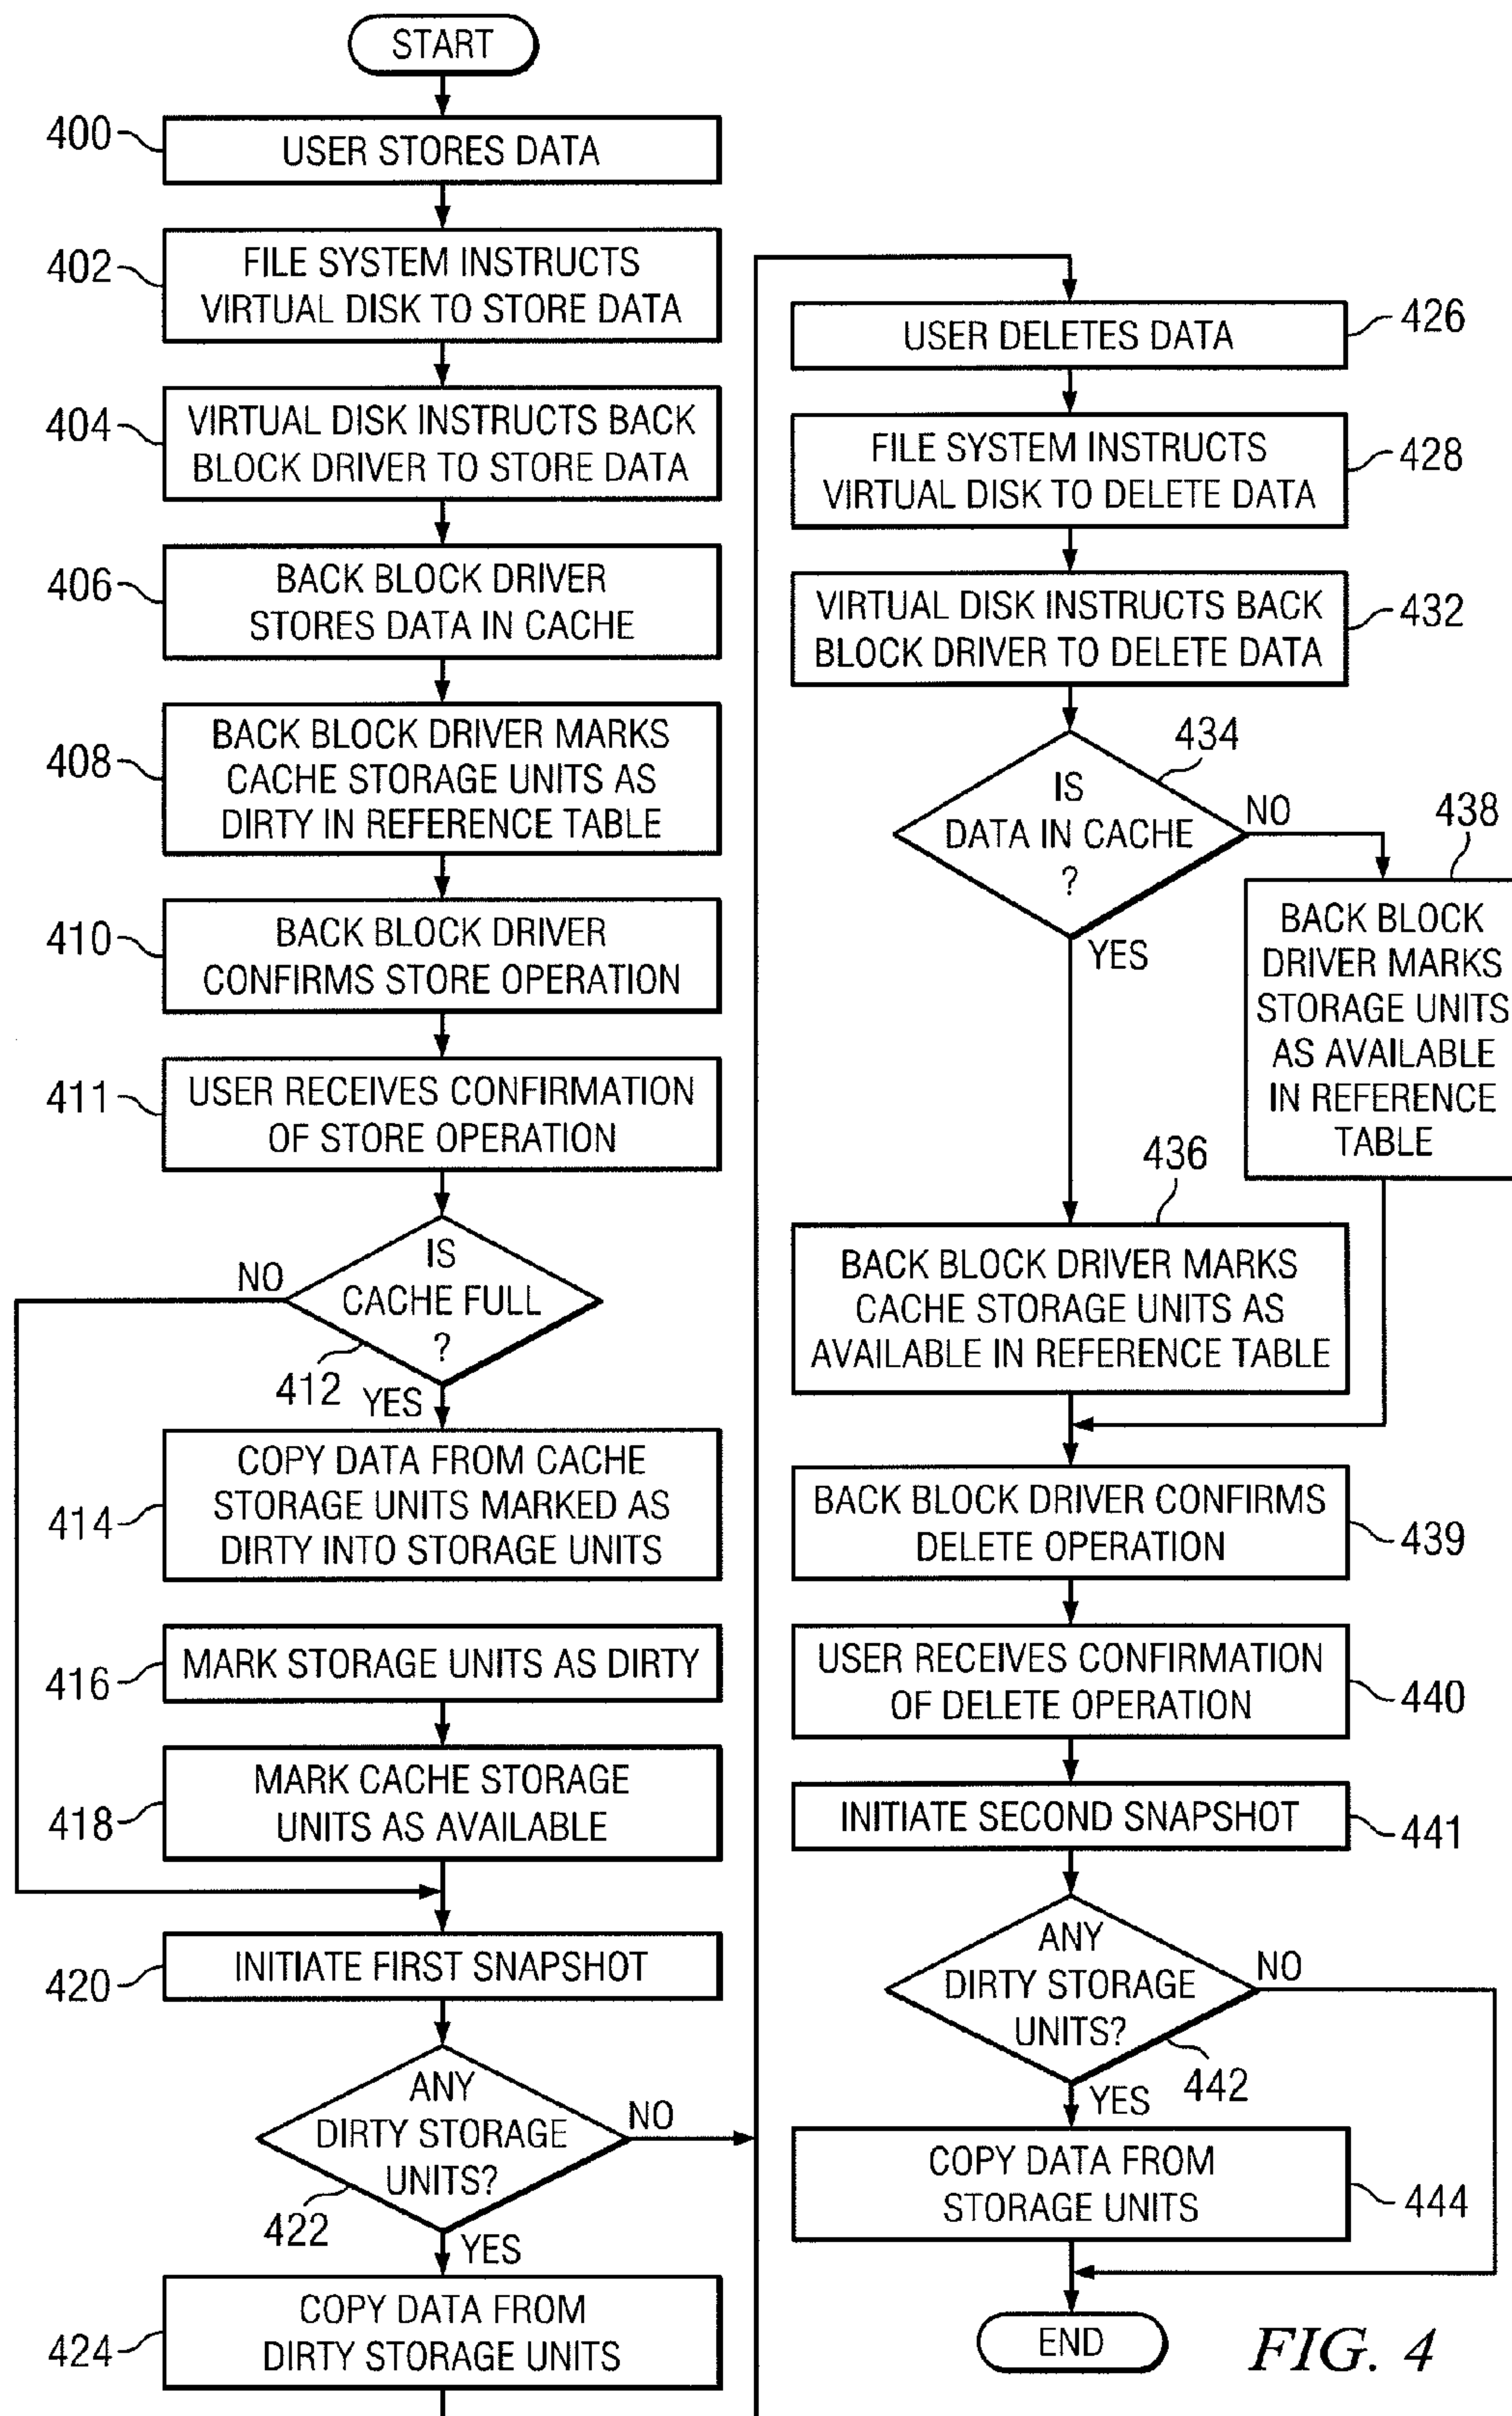 START
400
USER STORES DATA
402
FILE SYSTEM INSTRUCTS
VIRTUAL DISK TO STORE DATA
404
VIRTUAL DISK INSTRUCTS BACK
BLOCK DRIVER TO STORE DATA
406
BACK BLOCK DRIVER
STORES DATA IN CACHE
408
BACK BLOCK DRIVER MARKS
CACHE STORAGE UNITS AS
DIRTY IN REFERENCE TABLE
410
BACK BLOCK DRIVER
CONFIRMS STORE OPERATION
411
USER RECEIVES CONFIRMATION
OF STORE OPERATION
NO
IS
CACHE FULL
?
412
YES
414
COPY DATA FROM CACHE
STORAGE UNITS MARKED AS
DIRTY INTO STORAGE UNITS
416
MARK STORAGE UNITS AS DIRTY
418
MARK CACHE STORAGE
UNITS AS AVAILABLE
420
INITIATE FIRST SNAPSHOT
ANY
DIRTY STORAGE
UNITS?
NO
422
YES
424
COPY DATA FROM
DIRTY STORAGE UNITS
USER DELETES DATA
426
FILE SYSTEM INSTRUCTS
VIRTUAL DISK TO DELETE DATA
428
VIRTUAL DISK INSTRUCTS BACK
BLOCK DRIVER TO DELETE DATA
432
434
IS
DATA IN CACHE
?
NO
YES
438
BACK BLOCK
DRIVER MARKS
STORAGE UNITS
AS AVAILABLE
IN REFERENCE
TABLE
436
BACK BLOCK DRIVER MARKS
CACHE STORAGE UNITS AS
AVAILABLE IN REFERENCE TABLE
BACK BLOCK DRIVER CONFIRMS
DELETE OPERATION
439
USER RECEIVES CONFIRMATION
OF DELETE OPERATION
440
INITIATE SECOND SNAPSHOT
441
ANY
DIRTY STORAGE
UNITS?
NO
442
YES
COPY DATA FROM
STORAGE UNITS
444
END
FIG. 4